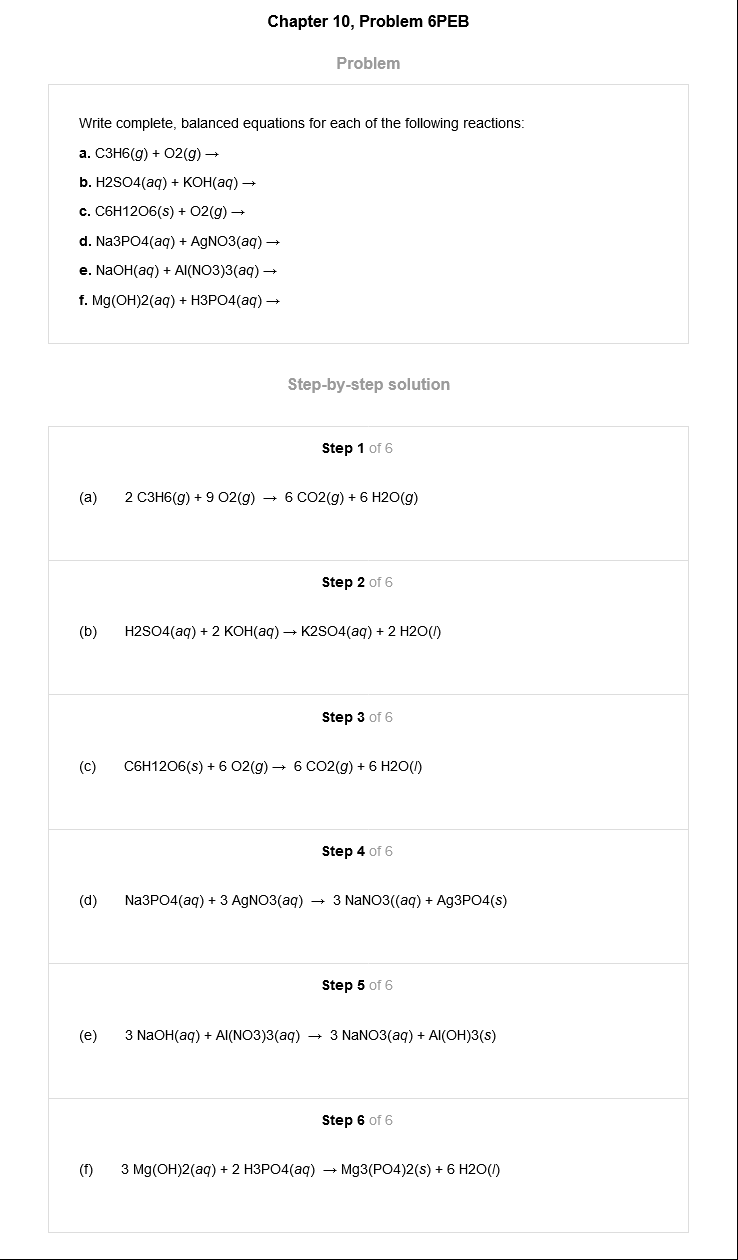 Chapter 10, Problem 6PEB
Problem
Write complete, balanced equations for each of the following reactions:
a. C3H6(g) + O2(g) →
b. H2SO4(aq) + KOH(aq) →
c. C6H12O6(s) + O2(g) →
d. Na3PO4(aq) + AgNO3(aq) →
e. NaOH(aq) + Al(NO3)3(aq) →
f. Mg(OH)2(aq) + H3PO4(aq) →
Step-by-step solution
Step 1 of 6
(a) 2 C3H6(g) + 9 O2(g) → 6 CO2(g) + 6 H2O(g)
Step 2 of 6
(b) H2SO4(aq) + 2 KOH(aq) → K2SO4(aq) + 2 H2O(l)
Step 3 of 6
(c) C6H12O6(s) + 6 O2(g) → 6 CO2(g) + 6 H2O(l)
Step 4 of 6
(d) Na3PO4(aq) + 3 AgNO3(aq) → 3 NaNO3((aq) + Ag3PO4(s)
Step 5 of 6
(e) 3 NaOH(aq) + Al(NO3)3(aq) → 3 NaNO3(aq) + Al(OH)3(s)
Step 6 of 6
(f) 3 Mg(OH)2(aq) + 2 H3PO4(aq) → Mg3(PO4)2(s) + 6 H2O(l)